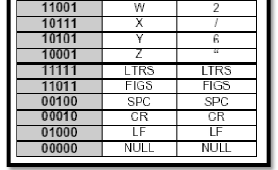 11001 W 2
10111 X /
10101 Y 6
10001 Z “
11111 LTRS LTRS
11011 FIGS FIGS
00100 SPC SPC
00010 CR CR
01000 LF LF
00000 NULL NULL